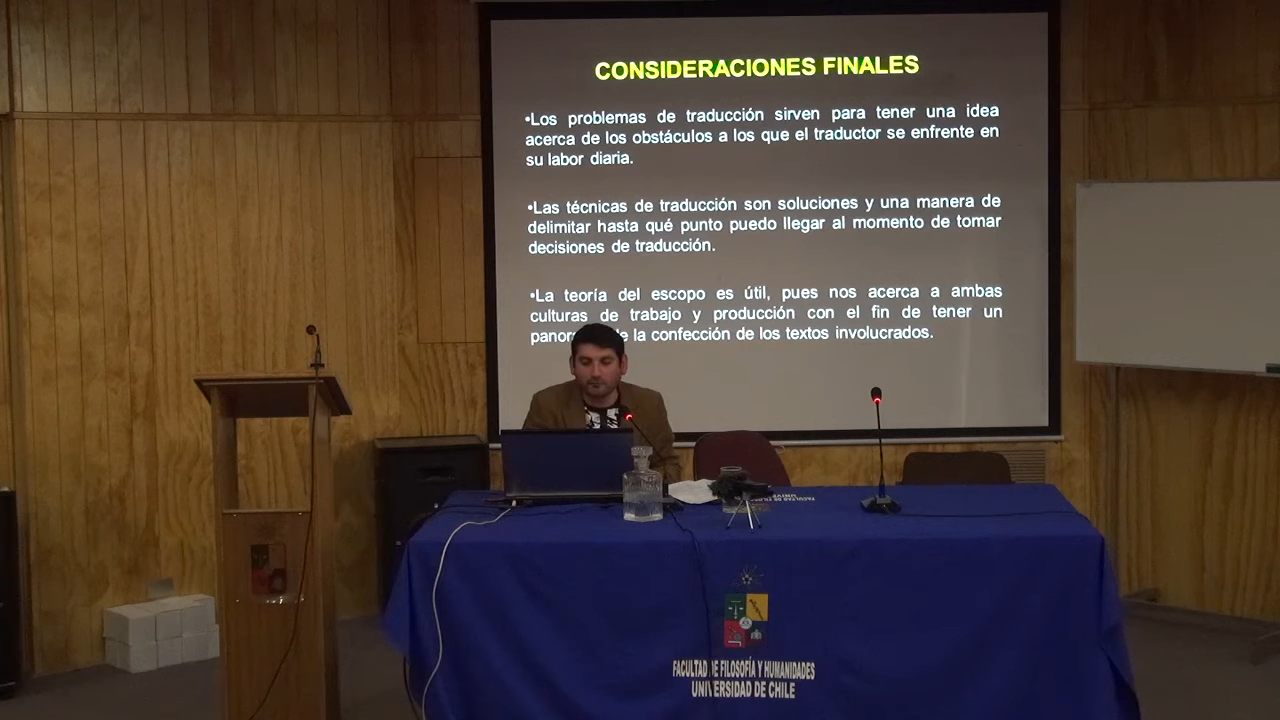 CONSIDERACIONES FINALES
•Los problemas de traducción sirven para tener una idea
acerca de los obstáculos a los que el traductor se enfrente en
su labor diaria.
•Las técnicas de traducción son soluciones y una manera de
delimitar hasta qué punto puedo llegar al momento de tomar
decisiones de traducción.
•La teoría del escopo es útil, pues nos acerca a ambas
culturas de trabajo y producción con el fin de tener un
la confección de los textos involucrados.
FACULTAD DE FILOSOFÍA Y HUMANIDADES
UNIVERSIDAD DE CHILE